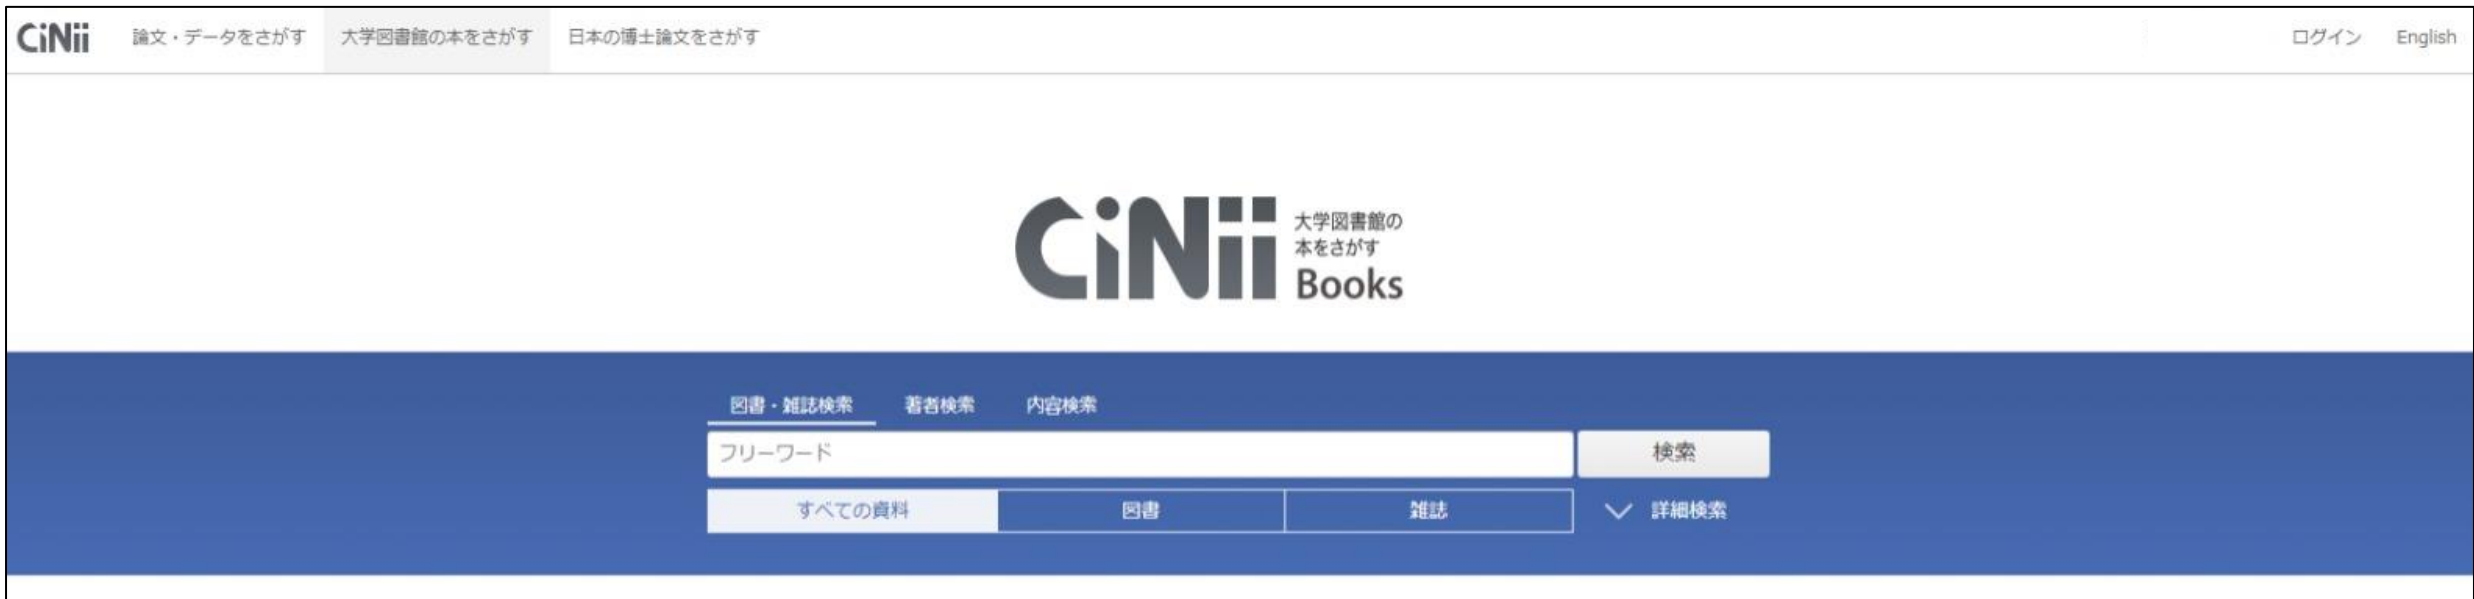 CiNii 論文・データをさがす 大学図書館の本をさがす 日本の博士論文をさがす ログイン English
CiNii 大学図書館の
本をさがす
Books
図書・雑誌検索 著者検索 内容検索
フリーワード 検索
すべての資料 図書 雑誌 詳細検索